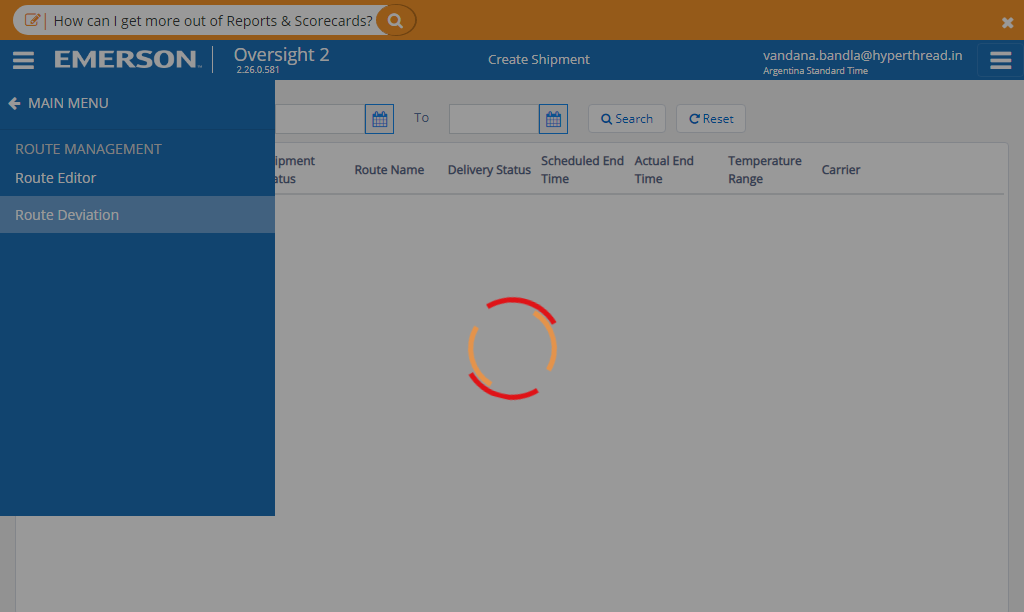 How can I get more out of Reports & Scorecards?
EMERSON
Oversight 2
2.26.0.581
Create Shipment
vandana.bandla@hyperthread.in
Argentina Standard Time
MAIN MENU
To
Search
Reset
ROUTE MANAGEMENT
Route Editor
Route Deviation
Route Name
Delivery Status
Scheduled End
Time
Actual End
Time
Temperature
Range
Carrier